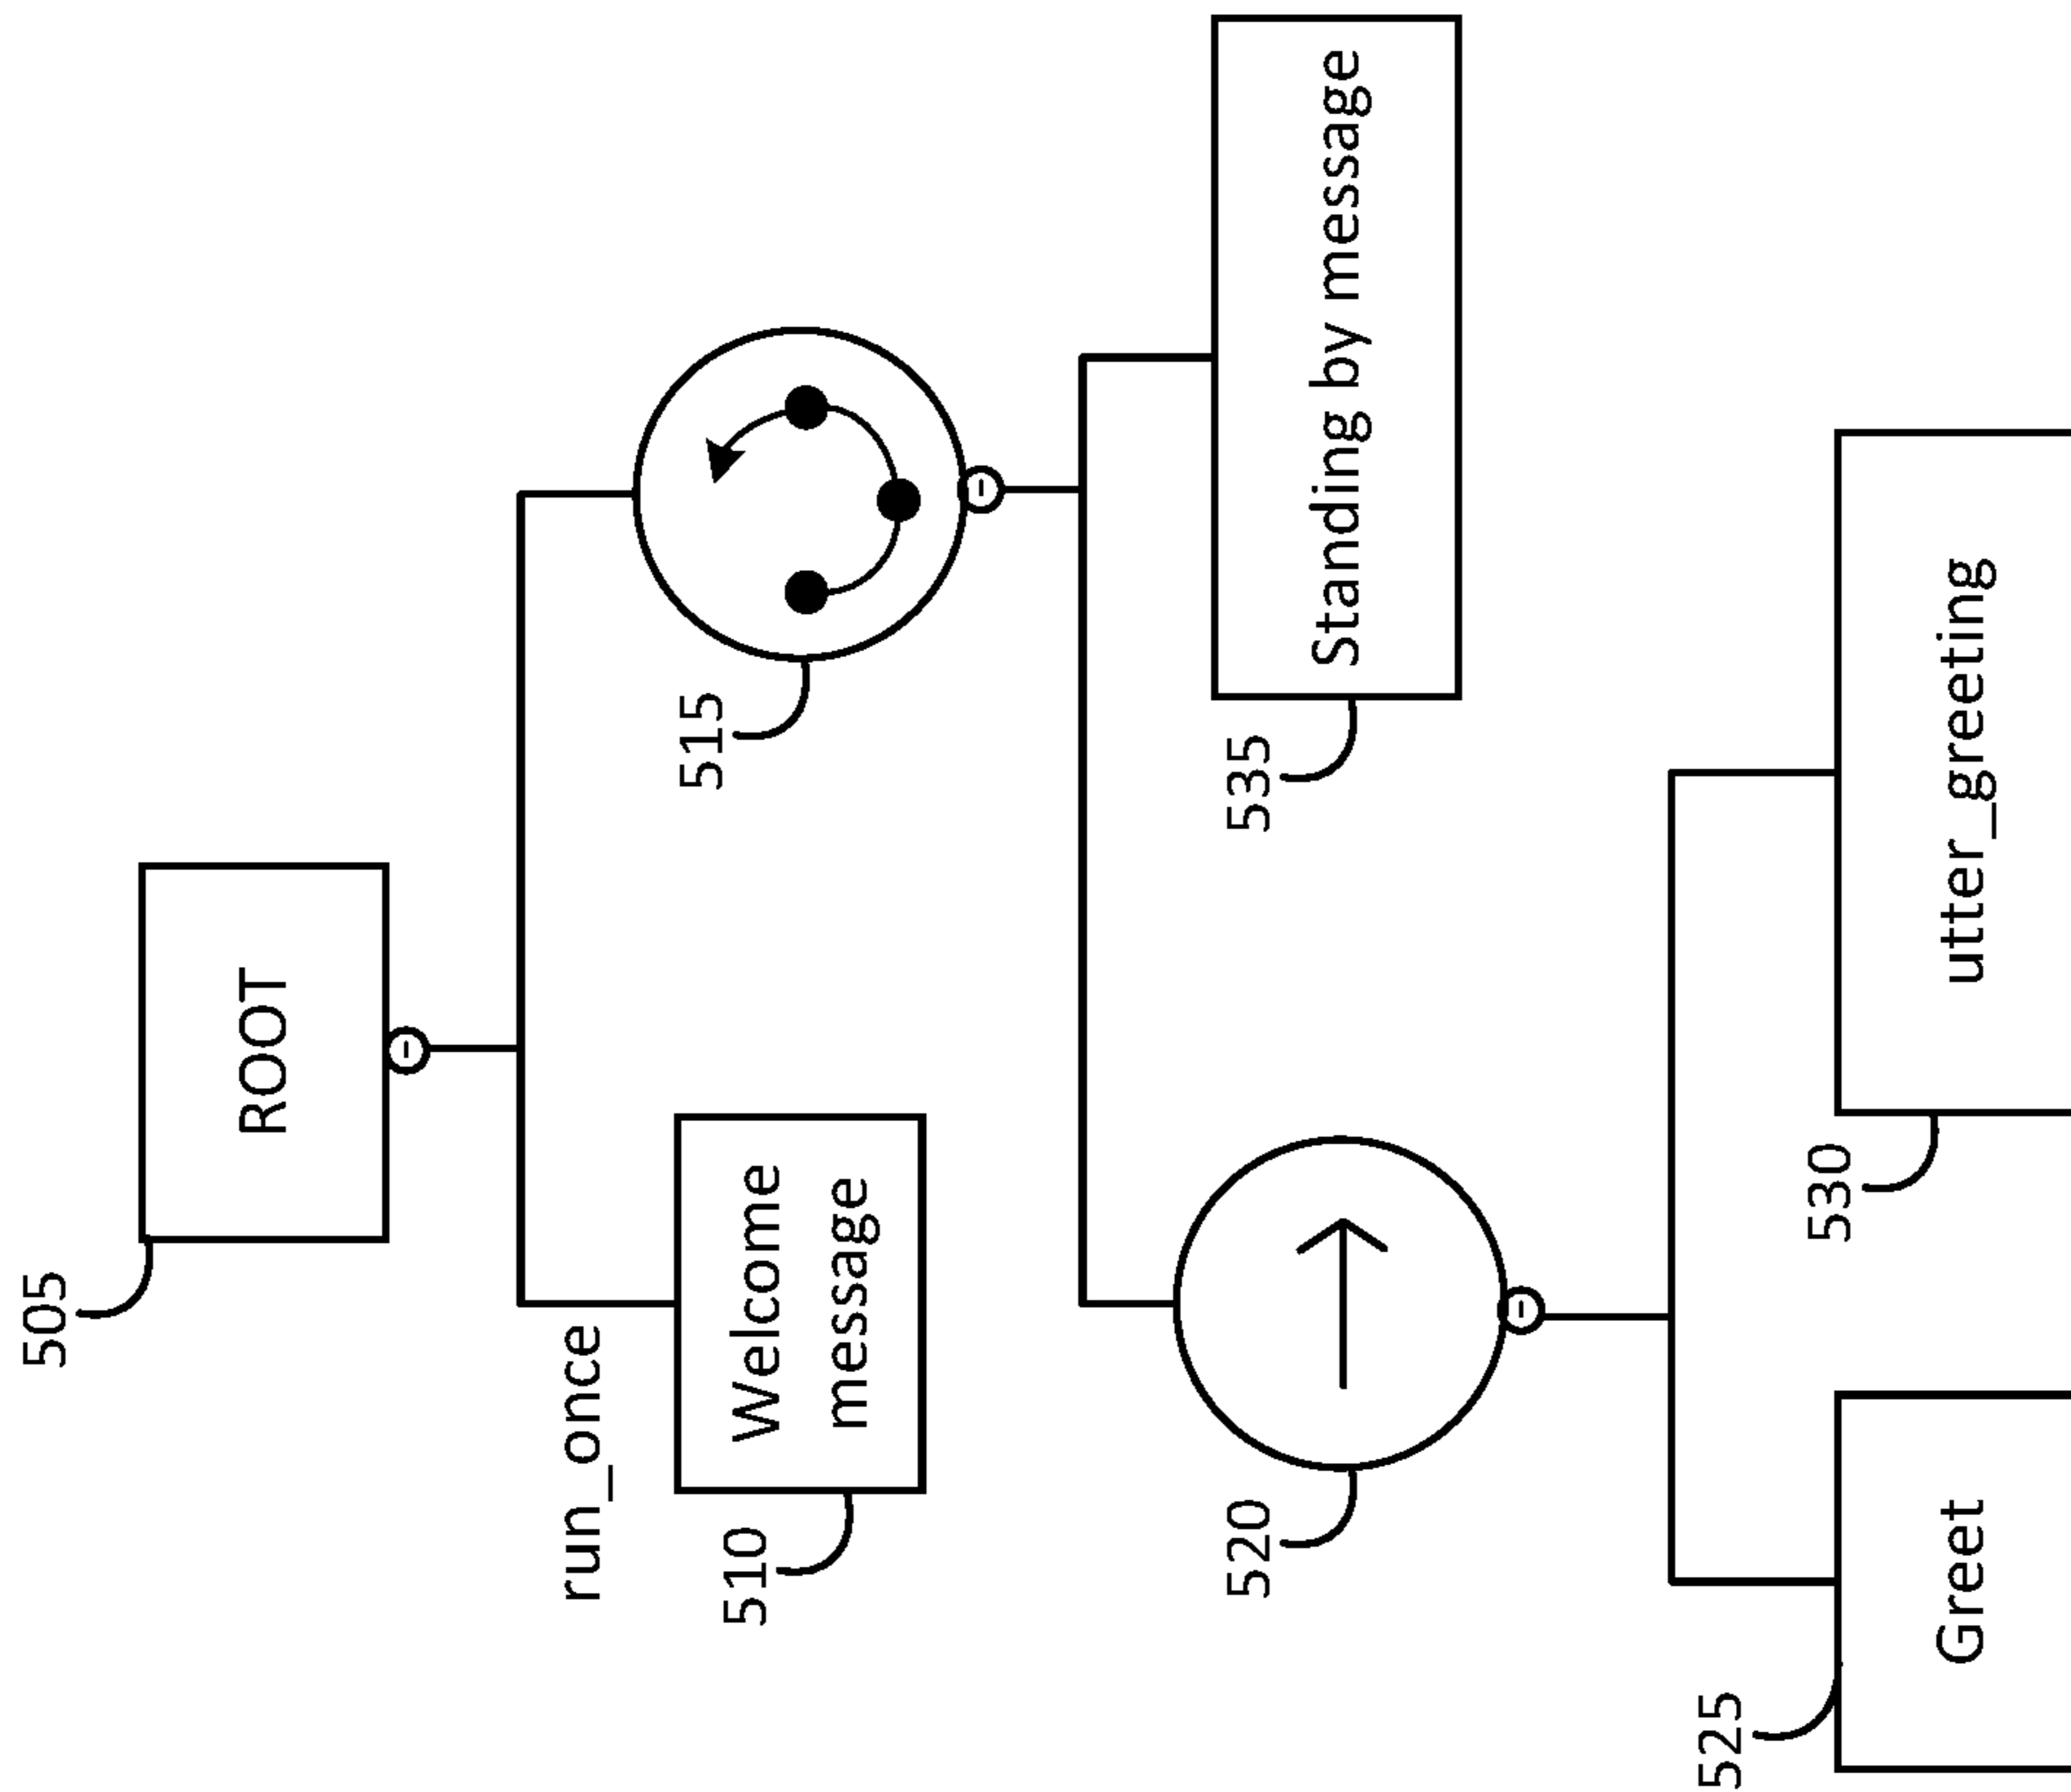 505
ROOT
run_once
510
Welcome
message
515
520
535
Standing by message
525
Greet
530
utter_greeting